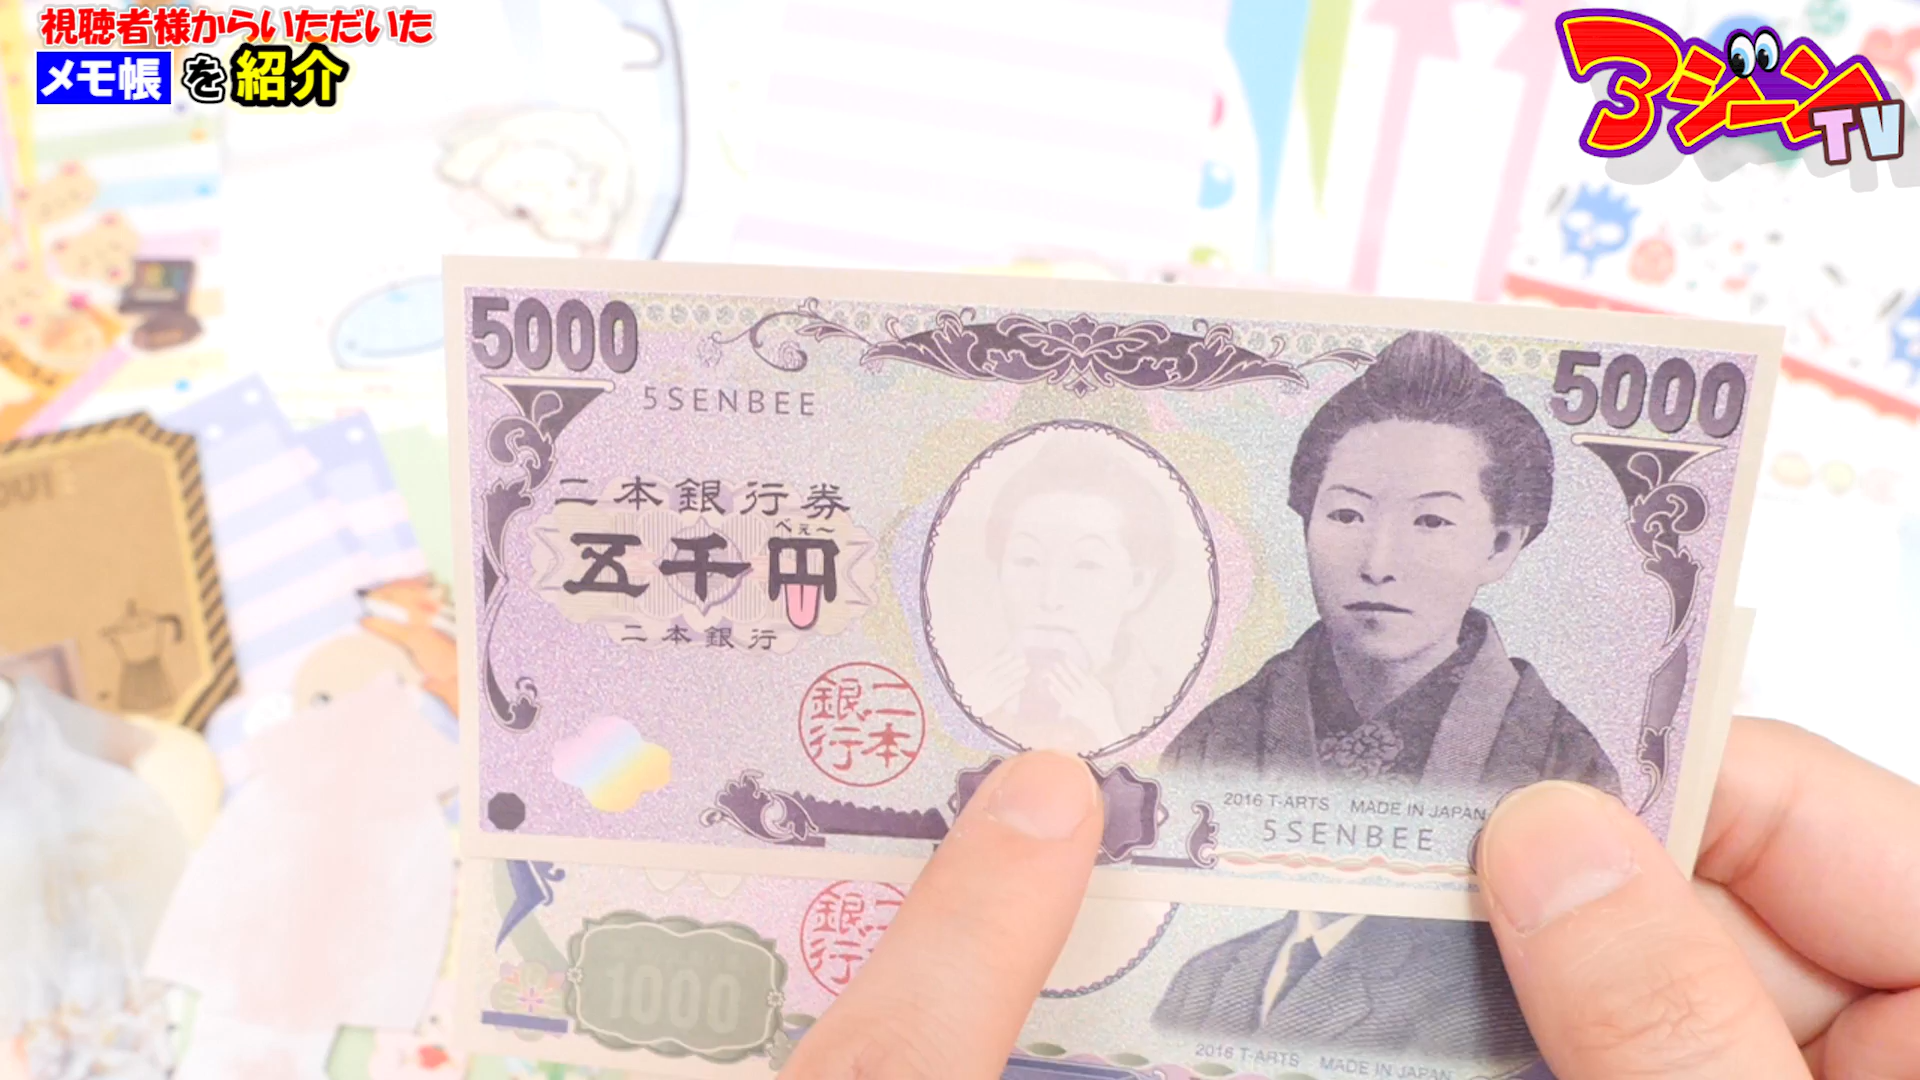 視聴者様からいただいた
メモ帳を紹介
アジーンTV
5000
5000
5SENBEE
二本銀行券
べぇ〜
五千円
二本銀行
二本
銀行
2016 T-ARTS MADE IN JAPAN
5SENBEE
1000
2016 T-ARTS MADE IN JAPAN